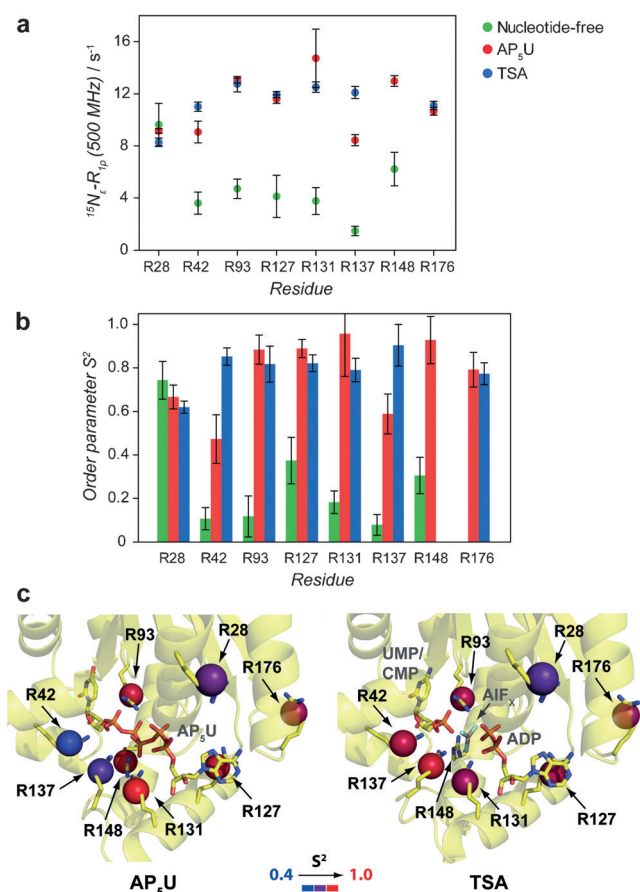 a
Nucleotide-free
AP₅U
TSA
¹⁵Nε-R₁ρ (500 MHz) / s⁻¹
16
12
8
4
0
R28 R42 R93 R127 R131 R137 R148 R176
Residue
b
Order parameter S²
1.0
0.8
0.6
0.4
0.2
0
R28 R42 R93 R127 R131 R137 R148 R176
Residue
c
R93
R28
R176
R42
AP₅U
R137
R148
R131
R127
AP₅U
UMP/
CMP
R93
R28
R176
R42
AlFₓ
ADP
R137
R148
R131
R127
TSA
S²
0.4 1.0